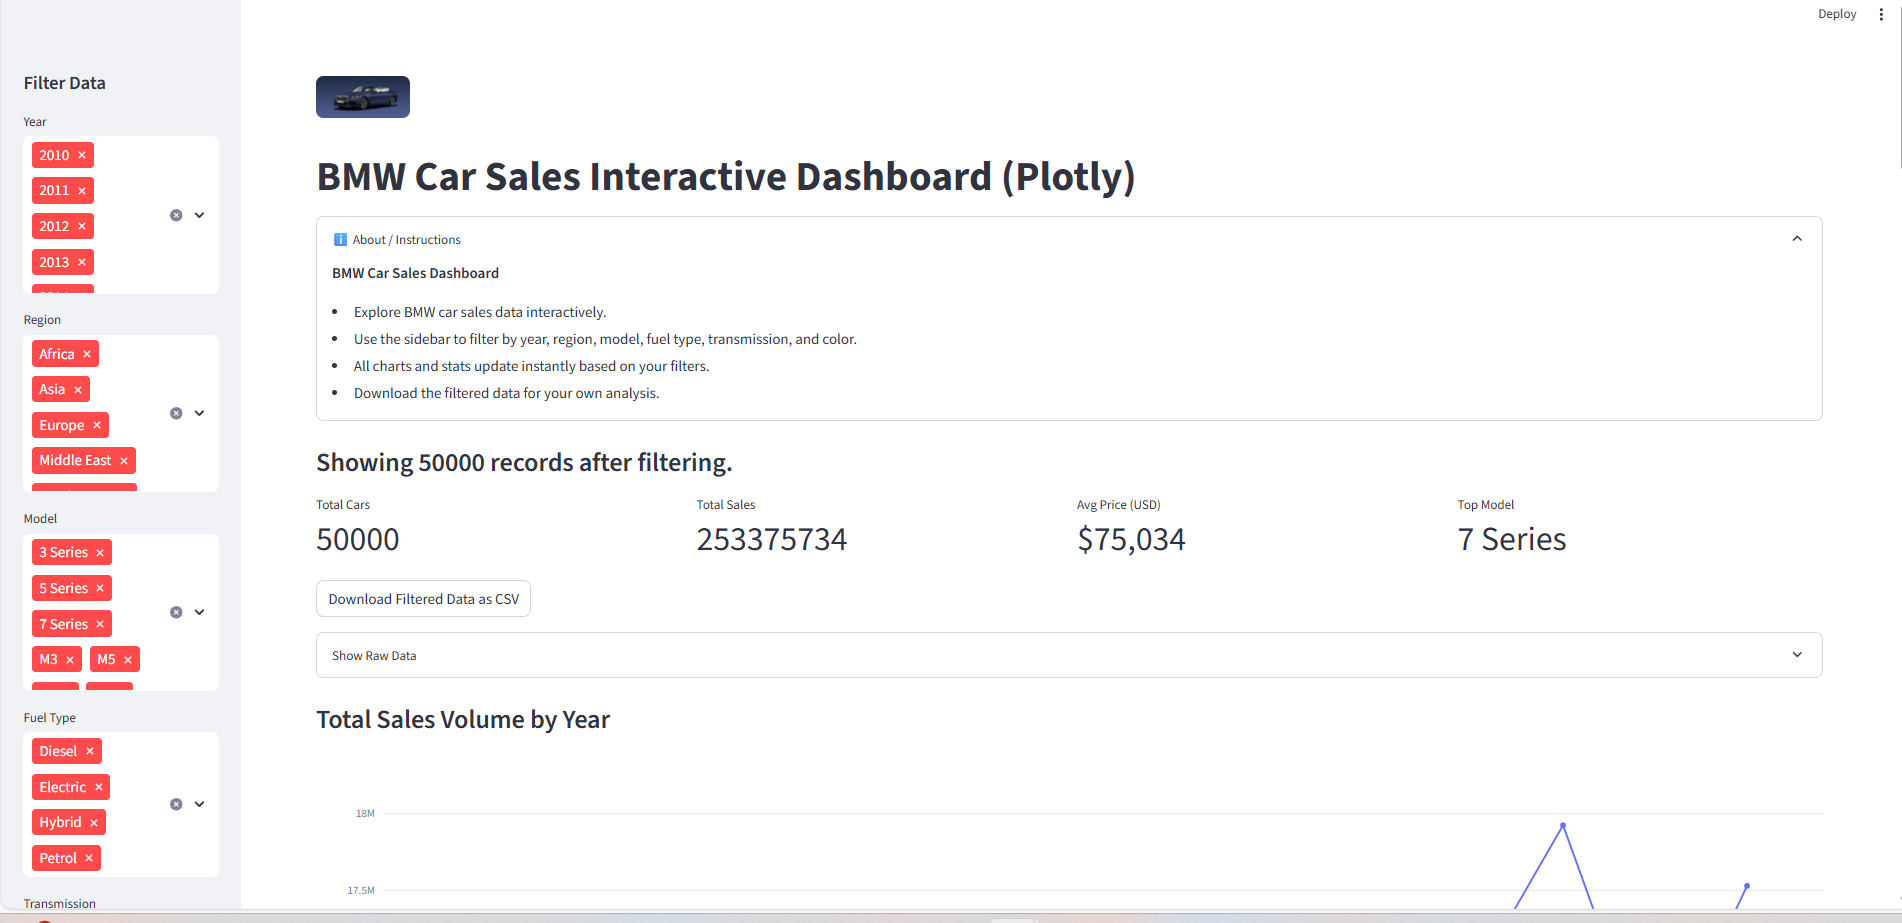 Deploy
Filter Data
Year
2010
2011
2012
2013
Region
Africa
Asia
Europe
Middle East
Model
3 Series
5 Series
7 Series
M3 M5
Fuel Type
Diesel
Electric
Hybrid
Petrol
Transmission
BMW Car Sales Interactive Dashboard (Plotly)
About / Instructions
BMW Car Sales Dashboard
Explore BMW car sales data interactively.
Use the sidebar to filter by year, region, model, fuel type, transmission, and color.
All charts and stats update instantly based on your filters.
Download the filtered data for your own analysis.
Showing 50000 records after filtering.
Total Cars Total Sales Avg Price (USD) Top Model
50000 253375734 $75,034 7 Series
Download Filtered Data as CSV
Show Raw Data
Total Sales Volume by Year
18M
17.5M